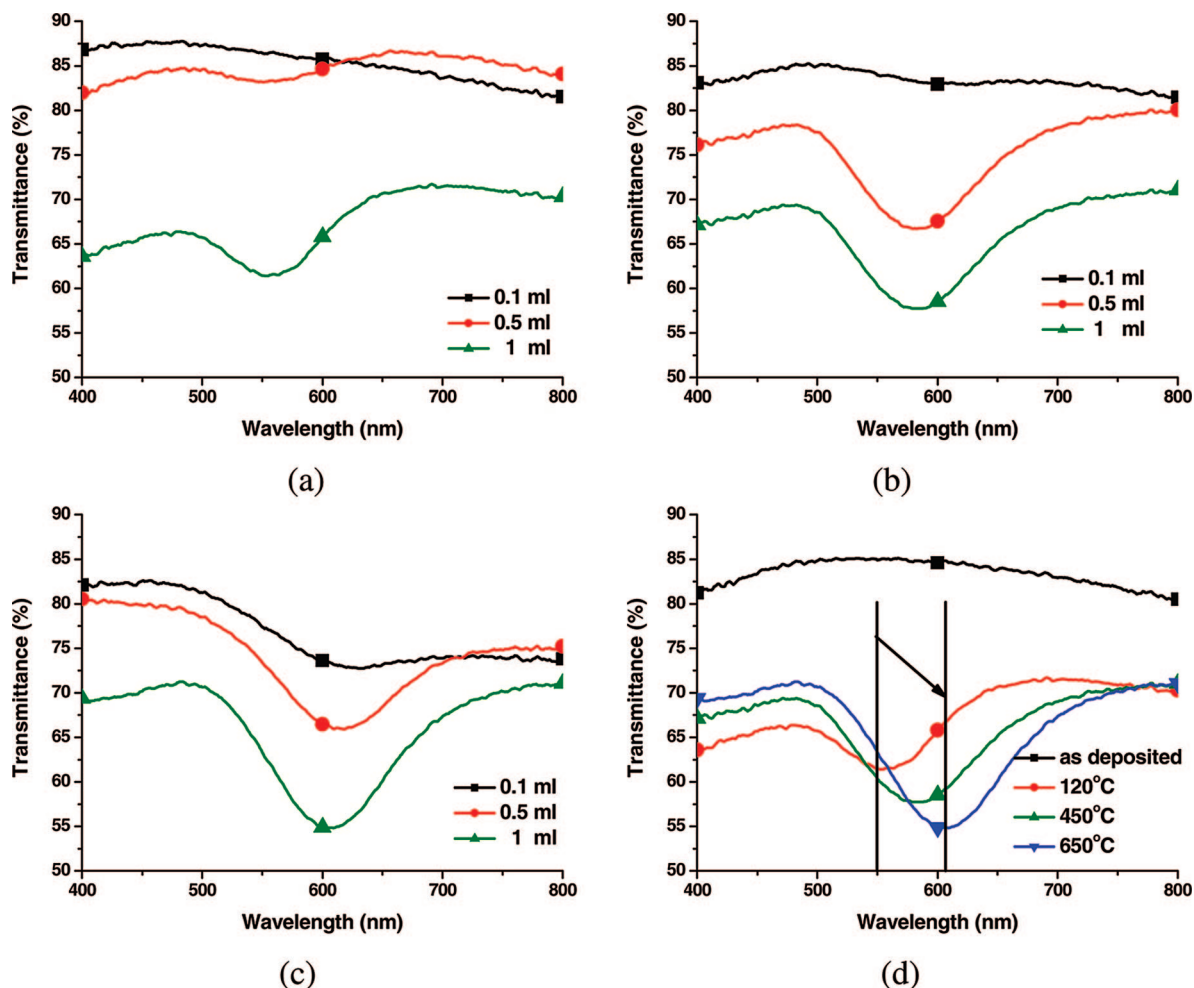 90
85
80
75
70
65
60
55
50
Transmittance (%)
0.1 ml
0.5 ml
1 ml
400 500 600 700 800
Wavelength (nm)
(a)
90
85
80
75
70
65
60
55
50
Transmittance (%)
0.1 ml
0.5 ml
1 ml
400 500 600 700 800
Wavelength (nm)
(b)
90
85
80
75
70
65
60
55
50
Transmittance (%)
0.1 ml
0.5 ml
1 ml
400 500 600 700 800
Wavelength (nm)
(c)
90
85
80
75
70
65
60
55
50
Transmittance (%)
as deposited
120°C
450°C
650°C
400 500 600 700 800
Wavelength (nm)
(d)